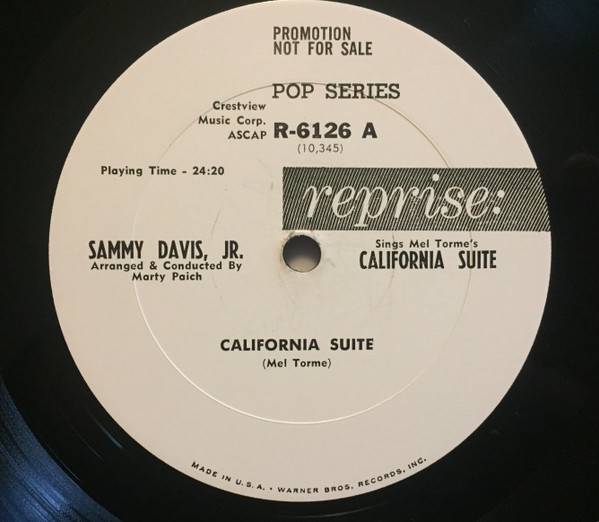 PROMOTION
NOT FOR SALE
POP SERIES
Crestview
Music Corp.
ASCAP
R-6126 A
(10,345)
Playing Time - 24:20
reprise:
SAMMY DAVIS, JR.
Arranged & Conducted By
Marty Paich
Sings Mel Torme's
CALIFORNIA SUITE
CALIFORNIA SUITE
(Mel Torme)
MADE IN U.S.A. • WARNER BROS. RECORDS, INC.